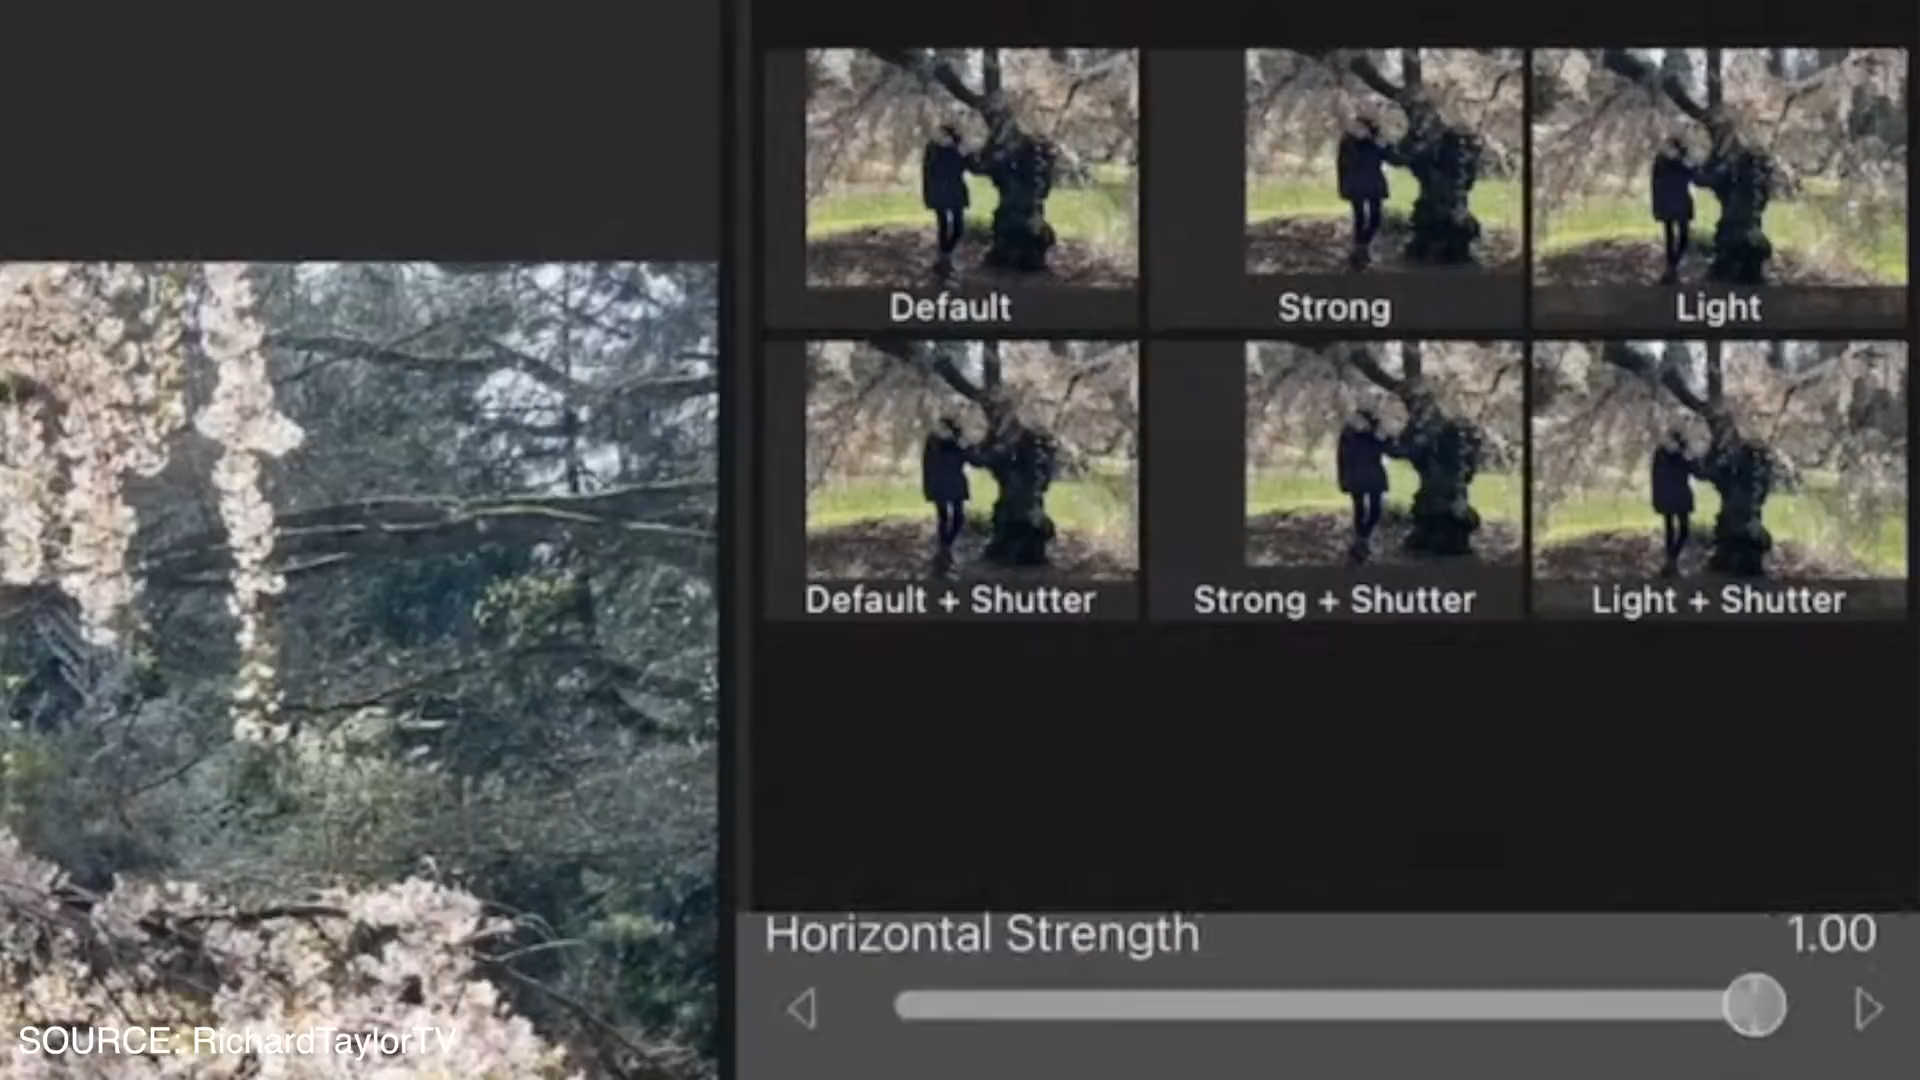 Default
Strong
Light
Default + Shutter
Strong + Shutter
Light + Shutter
Horizontal Strength
1.00
SOURCE: RichardTaylorTV